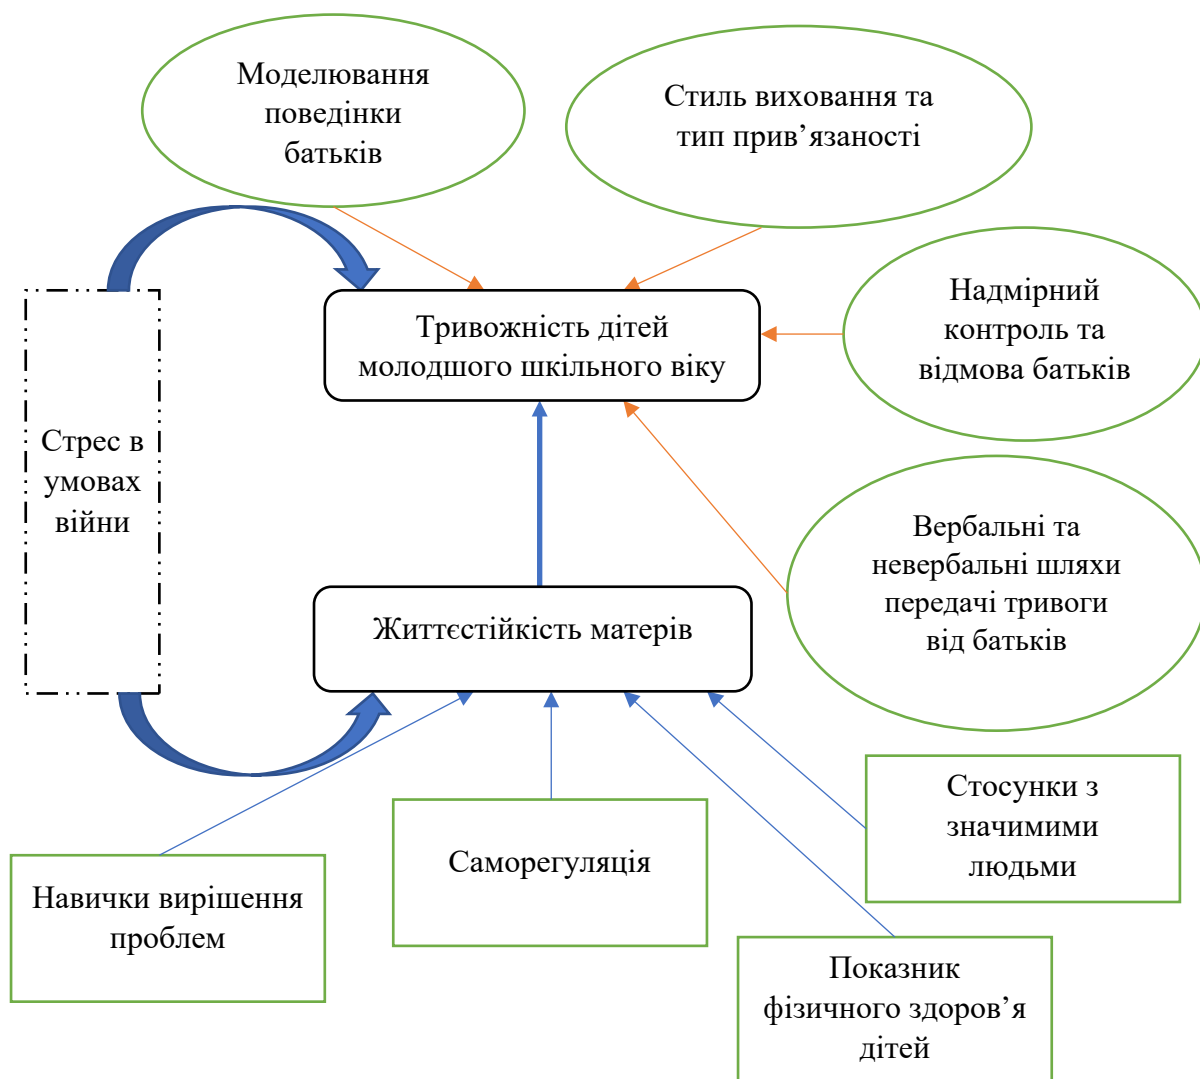 Моделювання
поведінки
батьків
Стиль виховання та
тип прив’язаності
Надмірний
контроль та
відмова батьків
Тривожність дітей
молодшого шкільного віку
Стрес в
умовах
війни
Вербальні та
невербальні шляхи
передачі тривоги
від батьків
Життєстійкість матерів
Стосунки з
значимими
людьми
Саморегуляція
Навички вирішення
проблем
Показник
фізичного здоров’я
дітей